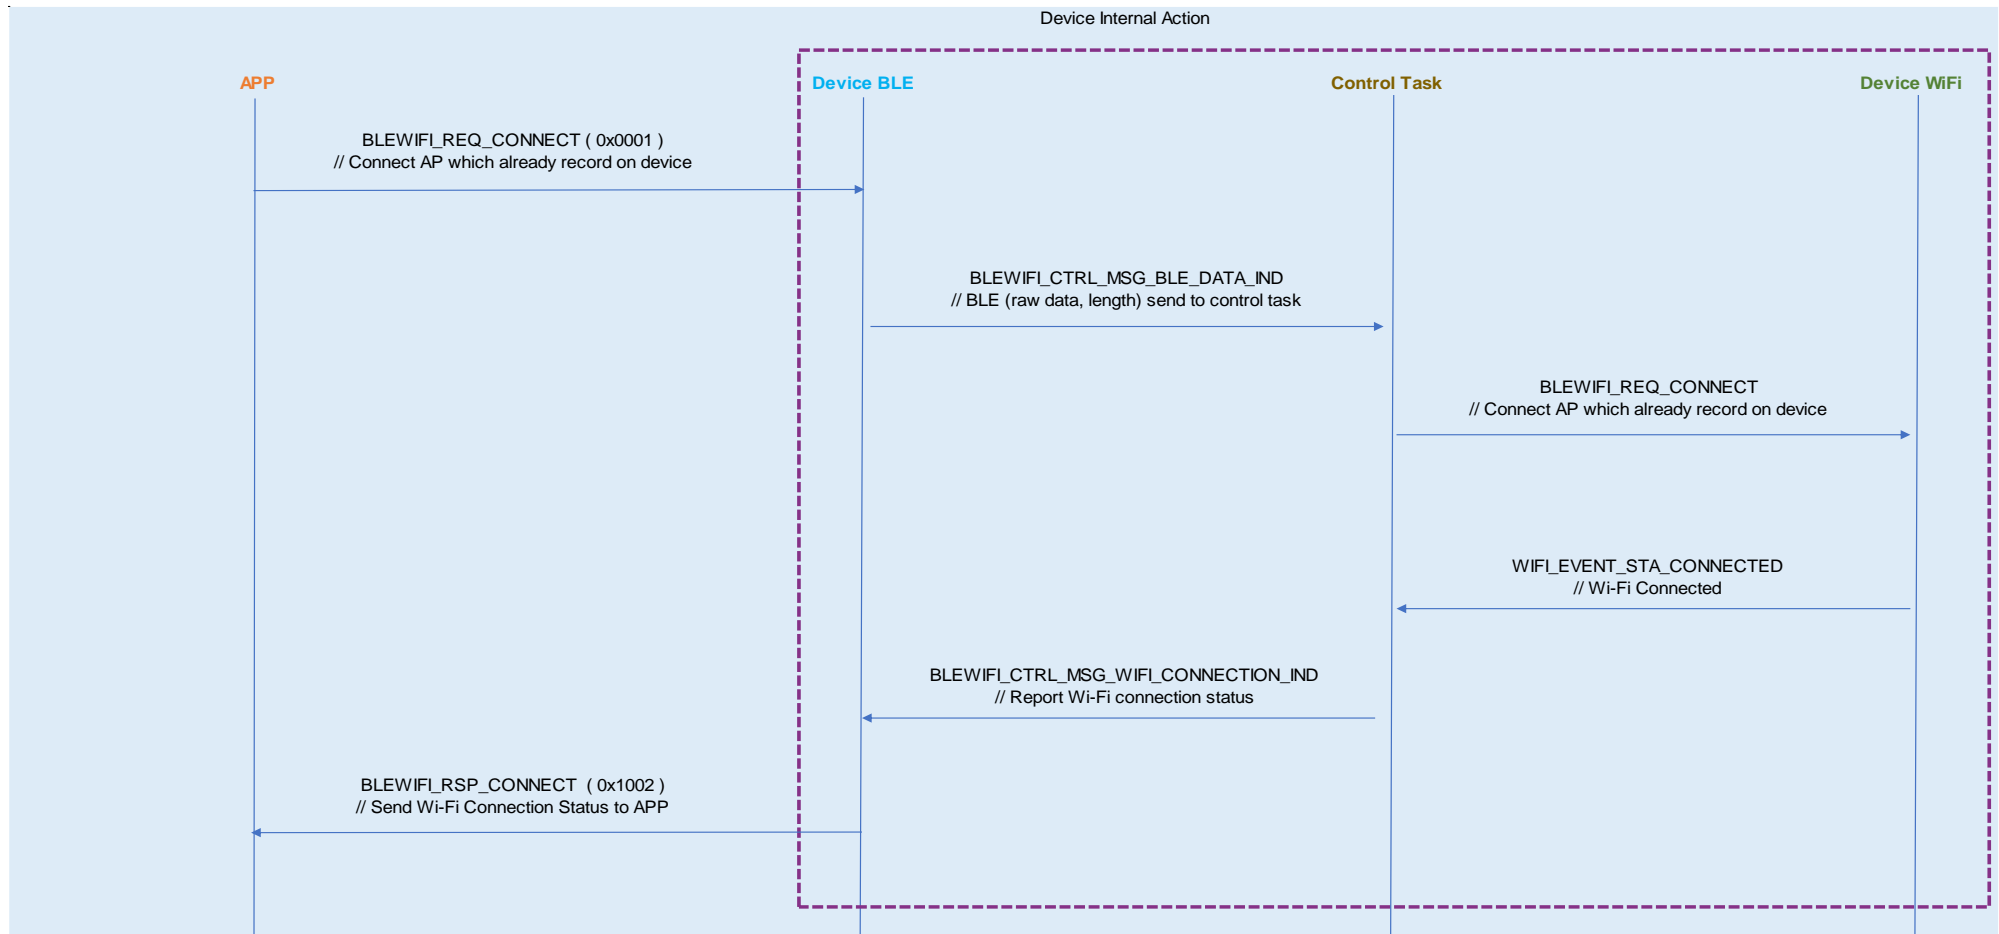 Device Internal Action
APP
Device BLE
Control Task
Device WiFi
BLEWIFI_REQ_CONNECT ( 0x0001 )
// Connect AP which already record on device
BLEWIFI_CTRL_MSG_BLE_DATA_IND
// BLE (raw data, length) send to control task
BLEWIFI_REQ_CONNECT
// Connect AP which already record on device
WIFI_EVENT_STA_CONNECTED
// Wi-Fi Connected
BLEWIFI_CTRL_MSG_WIFI_CONNECTION_IND
// Report Wi-Fi connection status
BLEWIFI_RSP_CONNECT ( 0x1002 )
// Send Wi-Fi Connection Status to APP